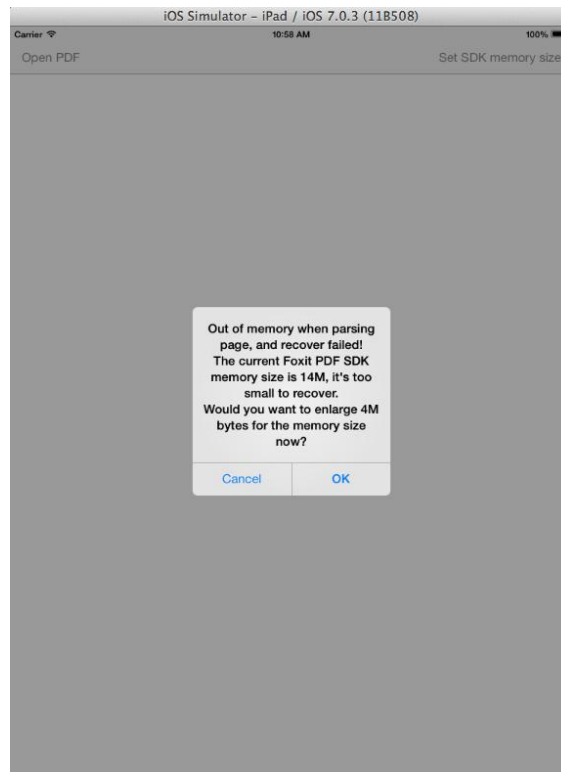 iOS Simulator – iPad / iOS 7.0.3 (11B508)
Carrier 10:58 AM 100%
Open PDF Set SDK memory size
Out of memory when parsing
page, and recover failed!
The current Foxit PDF SDK
memory size is 14M, it's too
small to recover.
Would you want to enlarge 4M
bytes for the memory size
now?
Cancel OK